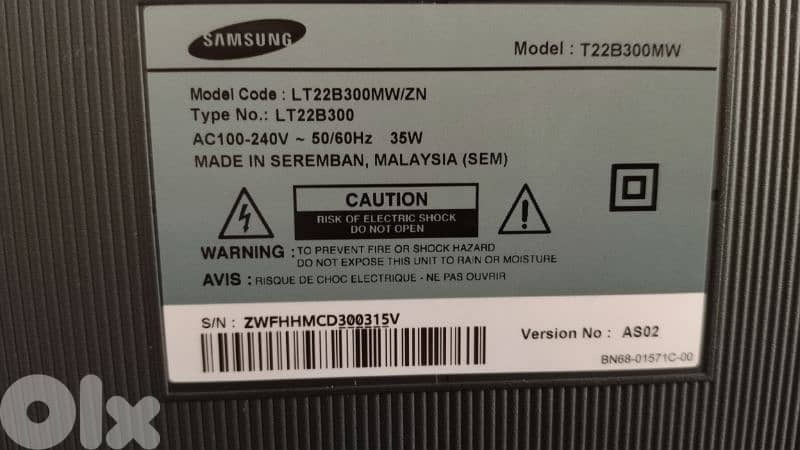 SAMSUNG
Model : T22B300MW
Model Code : LT22B300MW/ZN
Type No.: LT22B300
AC100-240V ~ 50/60Hz 35W
MADE IN SEREMBAN, MALAYSIA (SEM)
CAUTION
RISK OF ELECTRIC SHOCK
DO NOT OPEN
WARNING : TO PREVENT FIRE OR SHOCK HAZARD
DO NOT EXPOSE THIS UNIT TO RAIN OR MOISTURE
AVIS : RISQUE DE CHOC ELECTRIQUE - NE PAS OUVRIR
S/N : ZWFHHMCD300315V
Version No : AS02
BN68-01571C-00
Olx